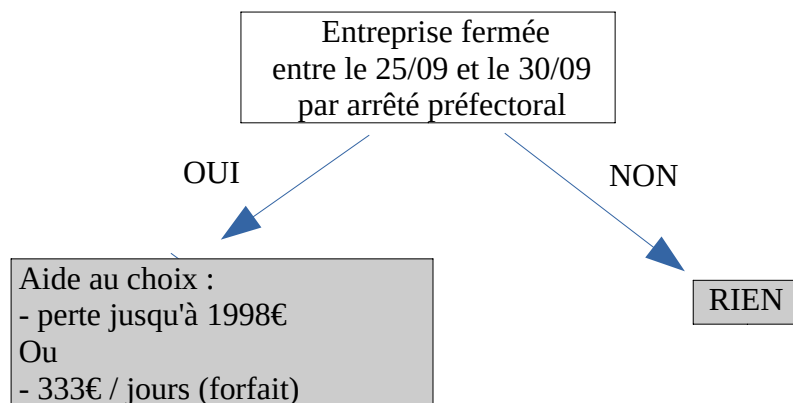 Entreprise fermée
entre le 25/09 et le 30/09
par arrêté préfectoral
OUI
NON
Aide au choix :
- perte jusqu'à 1998€
Ou
- 333€ / jours (forfait)
RIEN